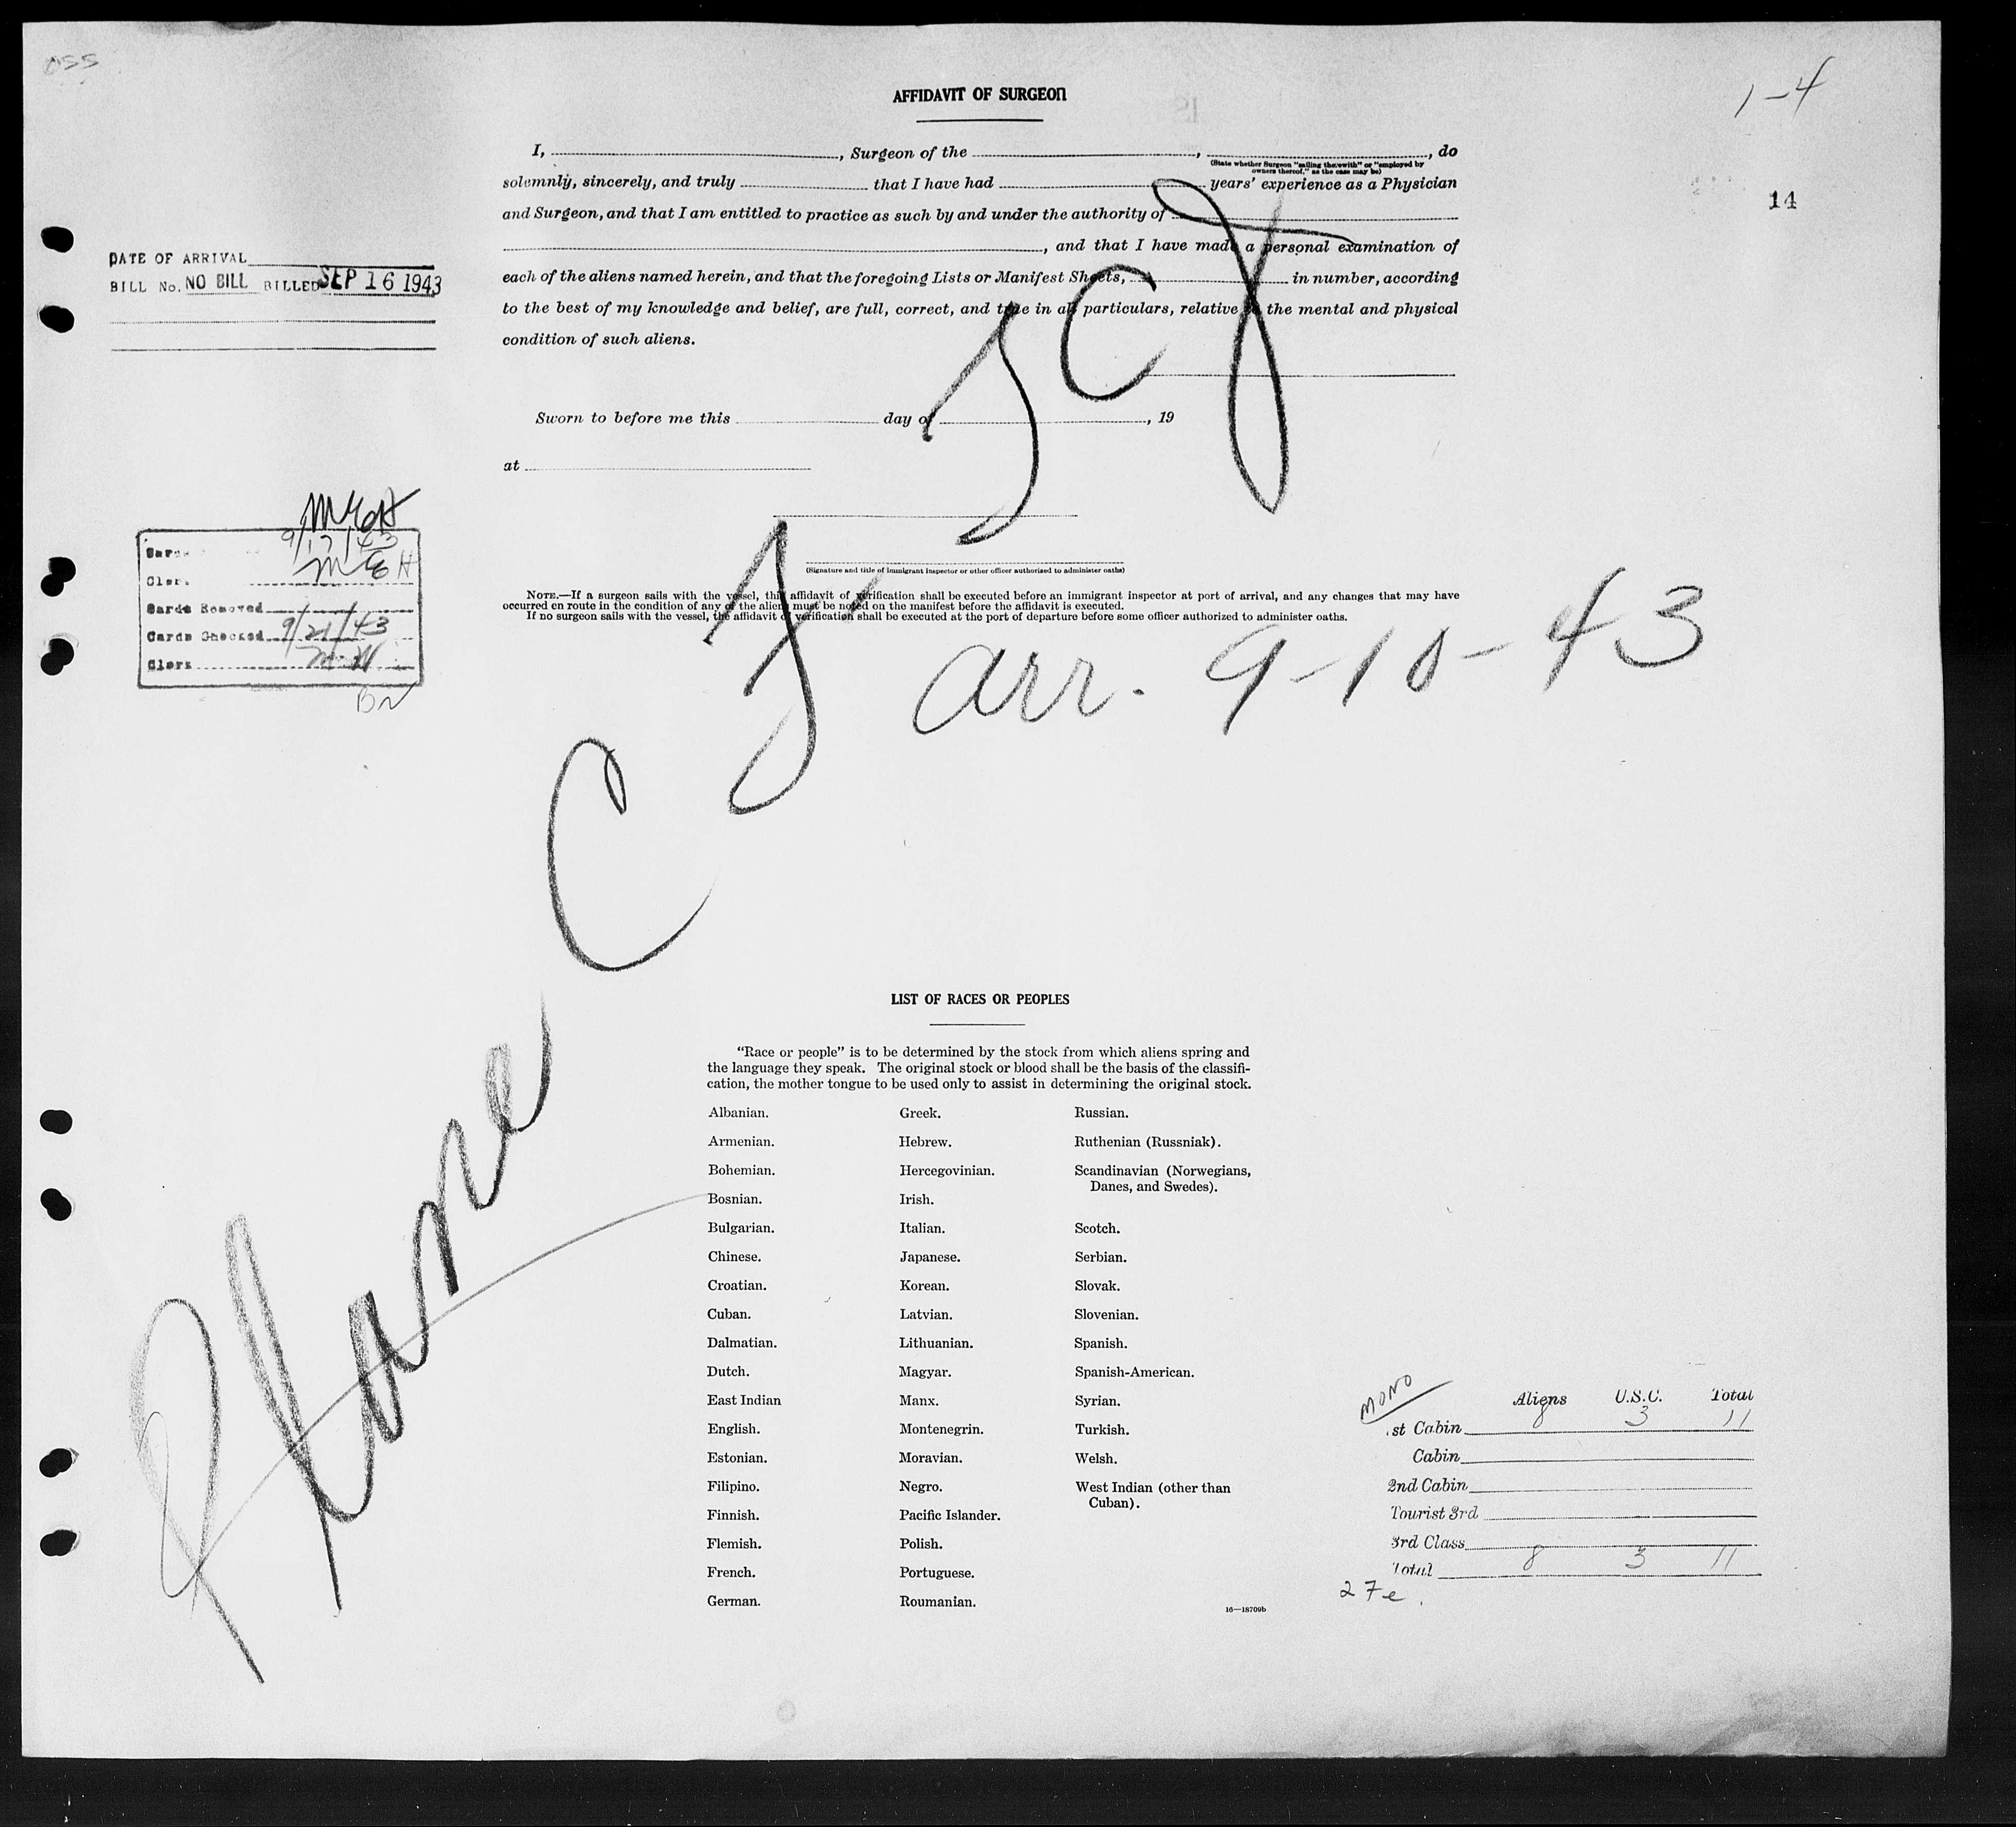 OSS
1-4
AFFIDAVIT OF SURGEON
14
I, , Surgeon of the , , do
(State whether Surgeon "sailing therewith" or "employed by
owners thereof," as the case may be)
solemnly, sincerely, and truly that I have had years' experience as a Physician
and Surgeon, and that I am entitled to practice as such by and under the authority of
, and that I have made a personal examination of
each of the aliens named herein, and that the foregoing Lists or Manifest Sheets, in number, according
to the best of my knowledge and belief, are full, correct, and true in all particulars, relative to the mental and physical
condition of such aliens.
DATE OF ARRIVAL
BILL No. NO BILL BILLED SEP 16 1943
Sworn to before me this day of , 19
at
(Signature and title of immigrant inspector or other officer authorized to administer oaths)
9/17/43
MEH
Cards Removed
Cards Checked 9/21/43
Clerk
NOTE.—If a surgeon sails with the vessel, this affidavit of verification shall be executed before an immigrant inspector at port of arrival, and any changes that may have
occurred en route in the condition of any of the aliens must be noted on the manifest before the affidavit is executed.
If no surgeon sails with the vessel, the affidavit of verification shall be executed at the port of departure before some officer authorized to administer oaths.
arr. 9-10-43
Plane C
LIST OF RACES OR PEOPLES
"Race or people" is to be determined by the stock from which aliens spring and
the language they speak. The original stock or blood shall be the basis of the classifi-
cation, the mother tongue to be used only to assist in determining the original stock.
Albanian.
Armenian.
Bohemian.
Bosnian.
Bulgarian.
Chinese.
Croatian.
Cuban.
Dalmatian.
Dutch.
East Indian
English.
Estonian.
Filipino.
Finnish.
Flemish.
French.
German.
Greek.
Hebrew.
Hercegovinian.
Irish.
Italian.
Japanese.
Korean.
Latvian.
Lithuanian.
Magyar.
Manx.
Montenegrin.
Moravian.
Negro.
Pacific Islander.
Polish.
Portuguese.
Roumanian.
Russian.
Ruthenian (Russniak).
Scandinavian (Norwegians,
Danes, and Swedes).
Scotch.
Serbian.
Slovak.
Slovenian.
Spanish.
Spanish-American.
Syrian.
Turkish.
Welsh.
West Indian (other than
Cuban).
16—18709b
MONO
Aliens U.S.C. Total
st Cabin 8 3 11
Cabin
2nd Cabin
Tourist 3rd
3rd Class
Total 8 3 11
27e.